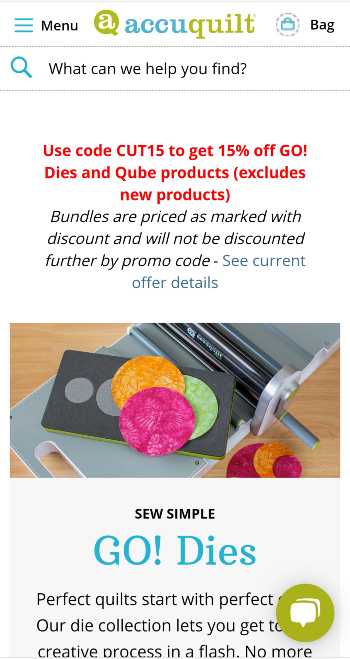 Menu
accuquilt
Bag
What can we help you find?
Use code CUT15 to get 15% off GO!
Dies and Qube products (excludes
new products)
Bundles are priced as marked with
discount and will not be discounted
further by promo code - See current
offer details
accuquilt
SEW SIMPLE
GO! Dies
Perfect quilts start with perfect
Our die collection lets you get to
creative process in a flash. No more